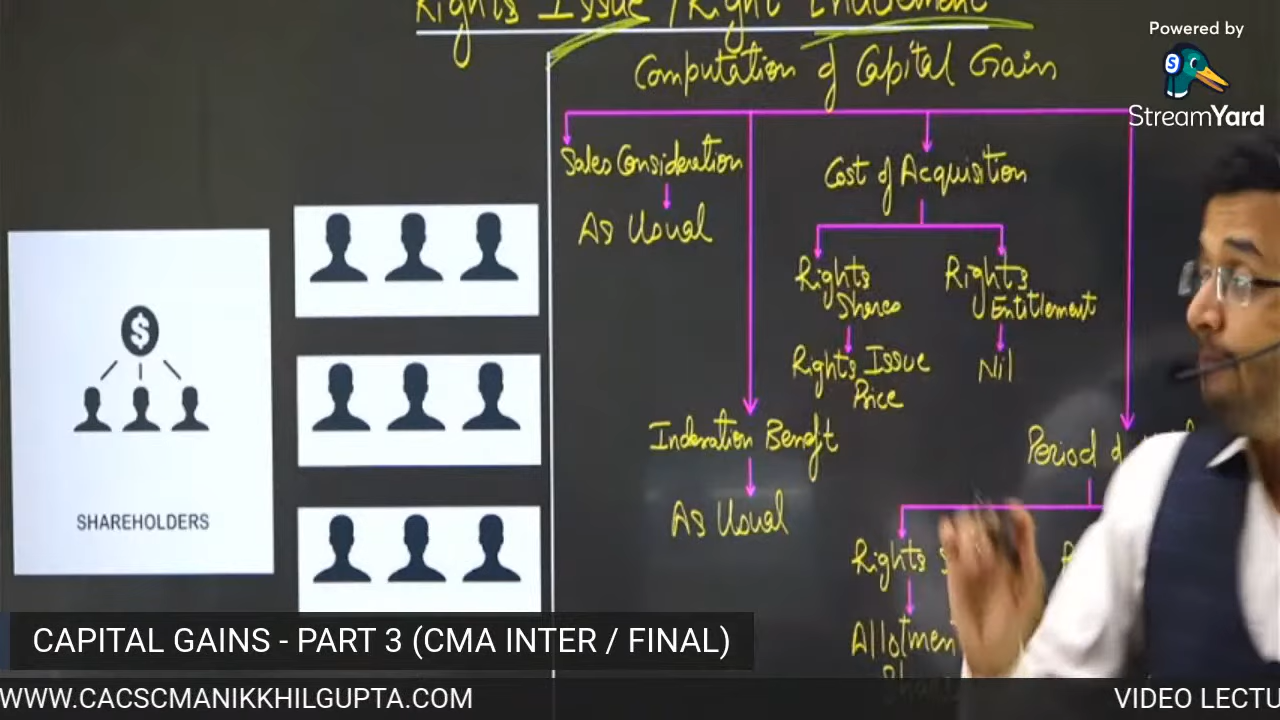 Rights Issue / Right Entitlement
Computation of Capital Gain
Sales Consideration
As Usual
Cost of Acquisition
Rights
Shares
Rights Issue
Price
Rights
Entitlement
Nil
Indexation Benefit
As Usual
Period of
Rights
Allotmen
SHAREHOLDERS
Powered by
StreamYard
CAPITAL GAINS - PART 3 (CMA INTER / FINAL)
WWW.CACSCMANIKKHILGUPTA.COM
VIDEO LECTU